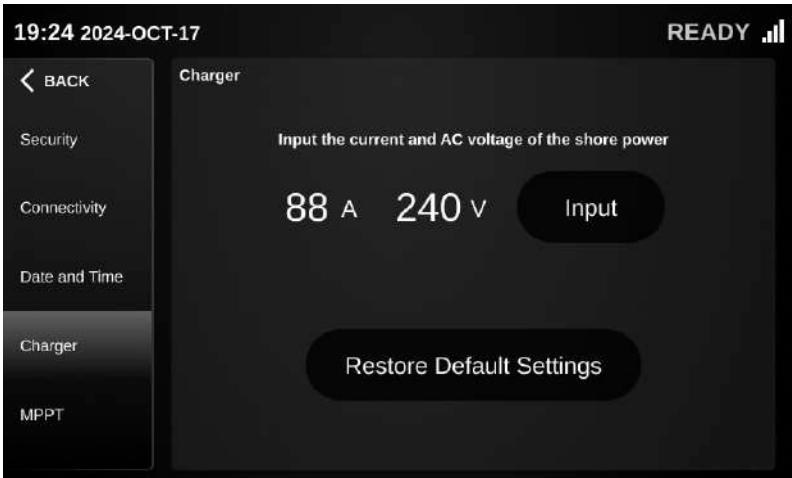 19:24 2024-OCT-17 READY
BACK
Charger
Security
Input the current and AC voltage of the shore power
Connectivity
88 A 240 V Input
Date and Time
Charger
Restore Default Settings
MPPT